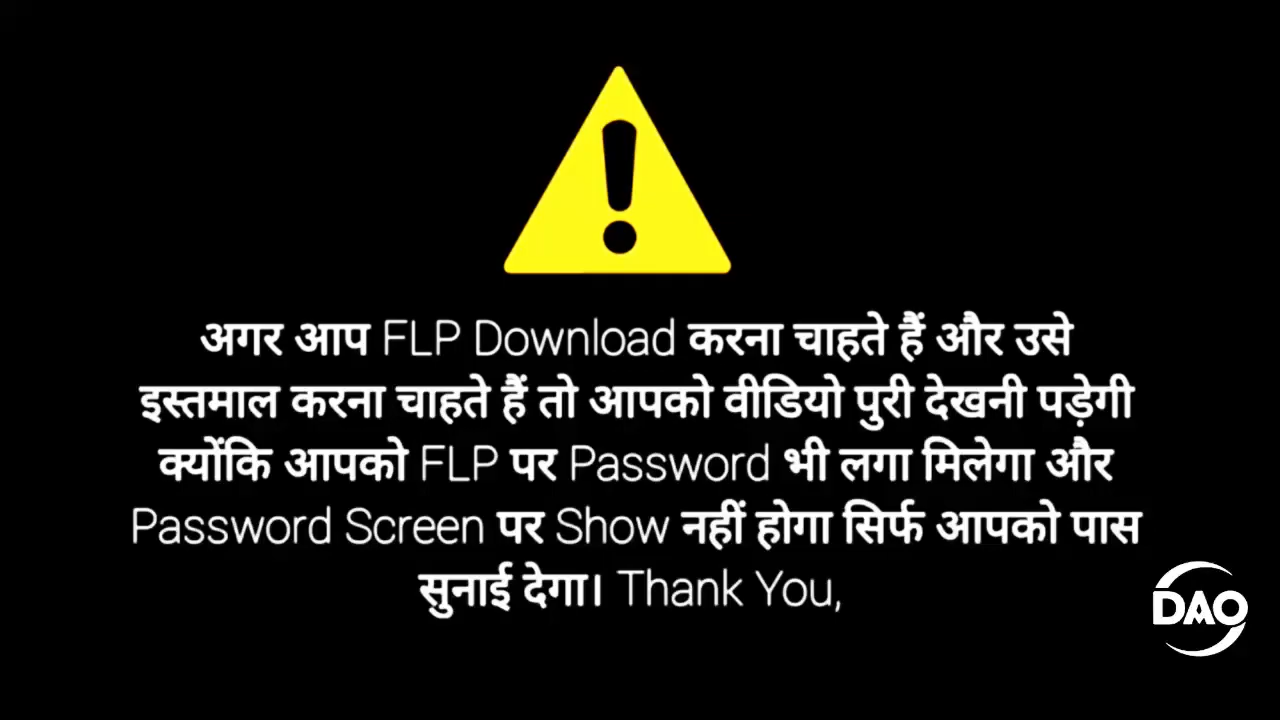 अगर आप FLP Download करना चाहते हैं और उसे
इस्तमाल करना चाहते हैं तो आपको वीडियो पुरी देखनी पड़ेगी
क्योंकि आपको FLP पर Password भी लगा मिलेगा और
Password Screen पर Show नहीं होगा सिर्फ आपको पास
सुनाई देगा। Thank You,
DAO